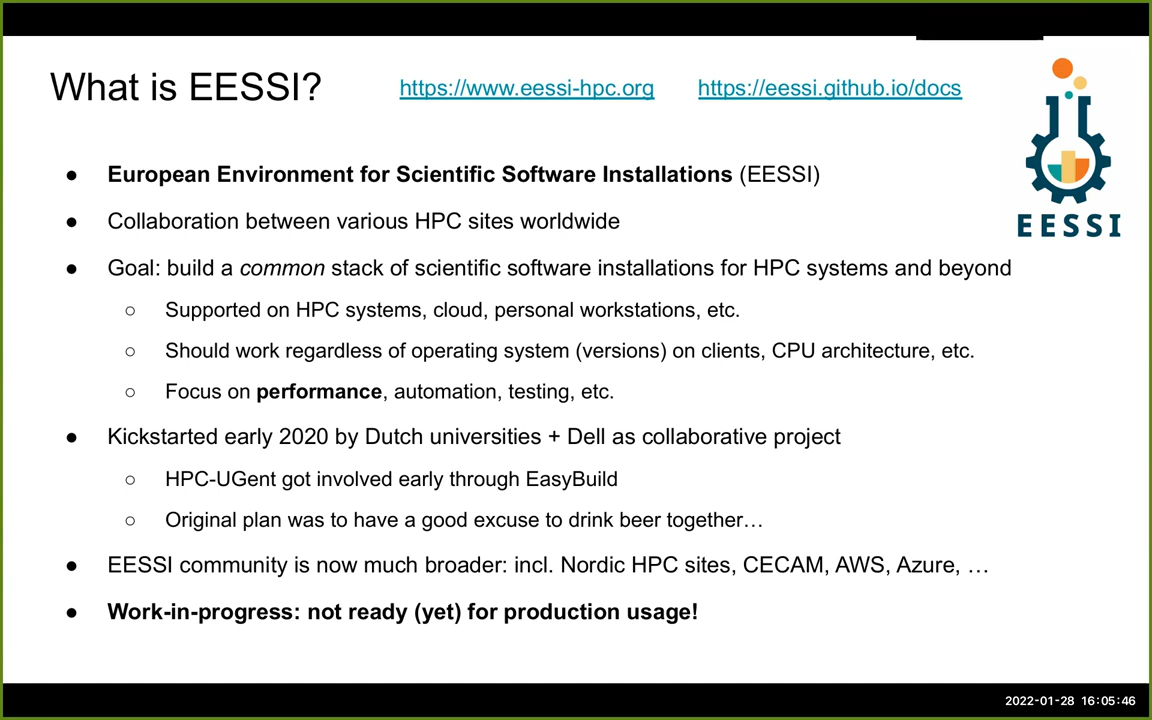 What is EESSI?
https://www.eessi-hpc.org
https://eessi.github.io/docs
EESSI
● European Environment for Scientific Software Installations (EESSI)
● Collaboration between various HPC sites worldwide
● Goal: build a common stack of scientific software installations for HPC systems and beyond
○ Supported on HPC systems, cloud, personal workstations, etc.
○ Should work regardless of operating system (versions) on clients, CPU architecture, etc.
○ Focus on performance, automation, testing, etc.
● Kickstarted early 2020 by Dutch universities + Dell as collaborative project
○ HPC-UGent got involved early through EasyBuild
○ Original plan was to have a good excuse to drink beer together…
● EESSI community is now much broader: incl. Nordic HPC sites, CECAM, AWS, Azure, …
● Work-in-progress: not ready (yet) for production usage!
2022-01-28 16:05:46